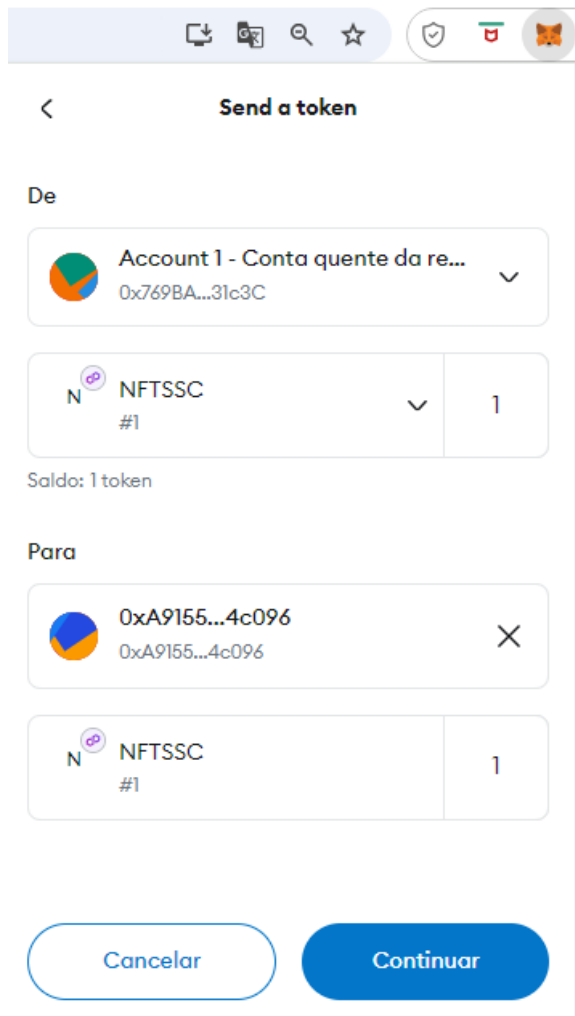 Send a token
De
Account 1 - Conta quente da re...
0x769BA...31c3C
N
NFTSSC
#1
1
Saldo: 1 token
Para
0xA9155...4c096
0xA9155...4c096
N
NFTSSC
#1
1
Cancelar
Continuar